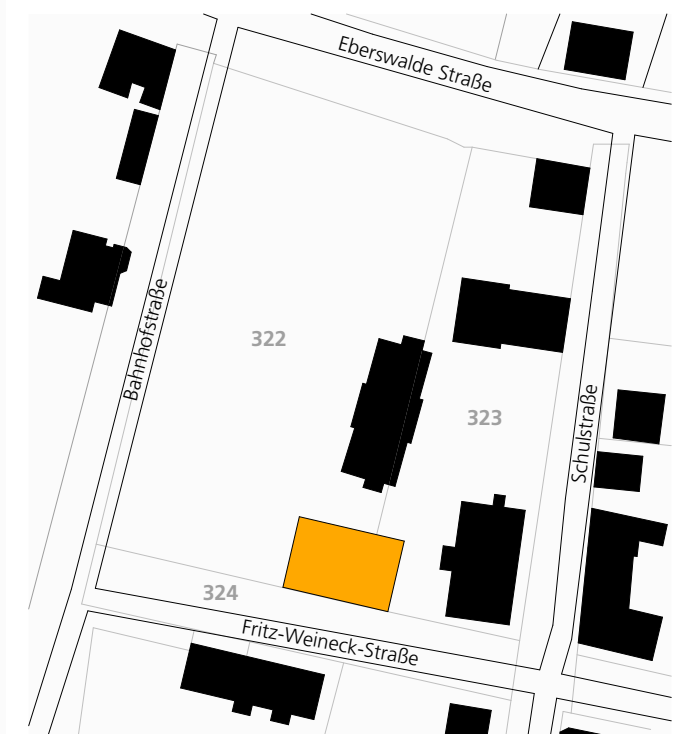 Eberswalde Straße
Bahnhofstraße
322
323
Schulstraße
324
Fritz-Weineck-Straße